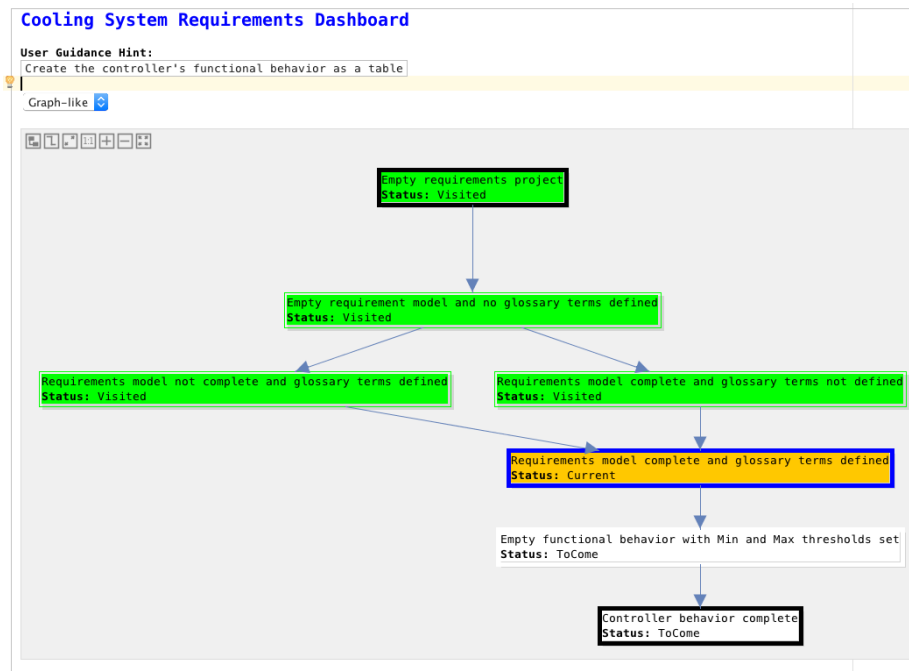 Cooling System Requirements Dashboard
User Guidance Hint:
Create the controller's functional behavior as a table
Graph-like
1:1
Empty requirements project
Status: Visited
Empty requirement model and no glossary terms defined
Status: Visited
Requirements model not complete and glossary terms defined
Status: Visited
Requirements model complete and glossary terms not defined
Status: Visited
Requirements model complete and glossary terms defined
Status: Current
Empty functional behavior with Min and Max thresholds set
Status: ToCome
Controller behavior complete
Status: ToCome